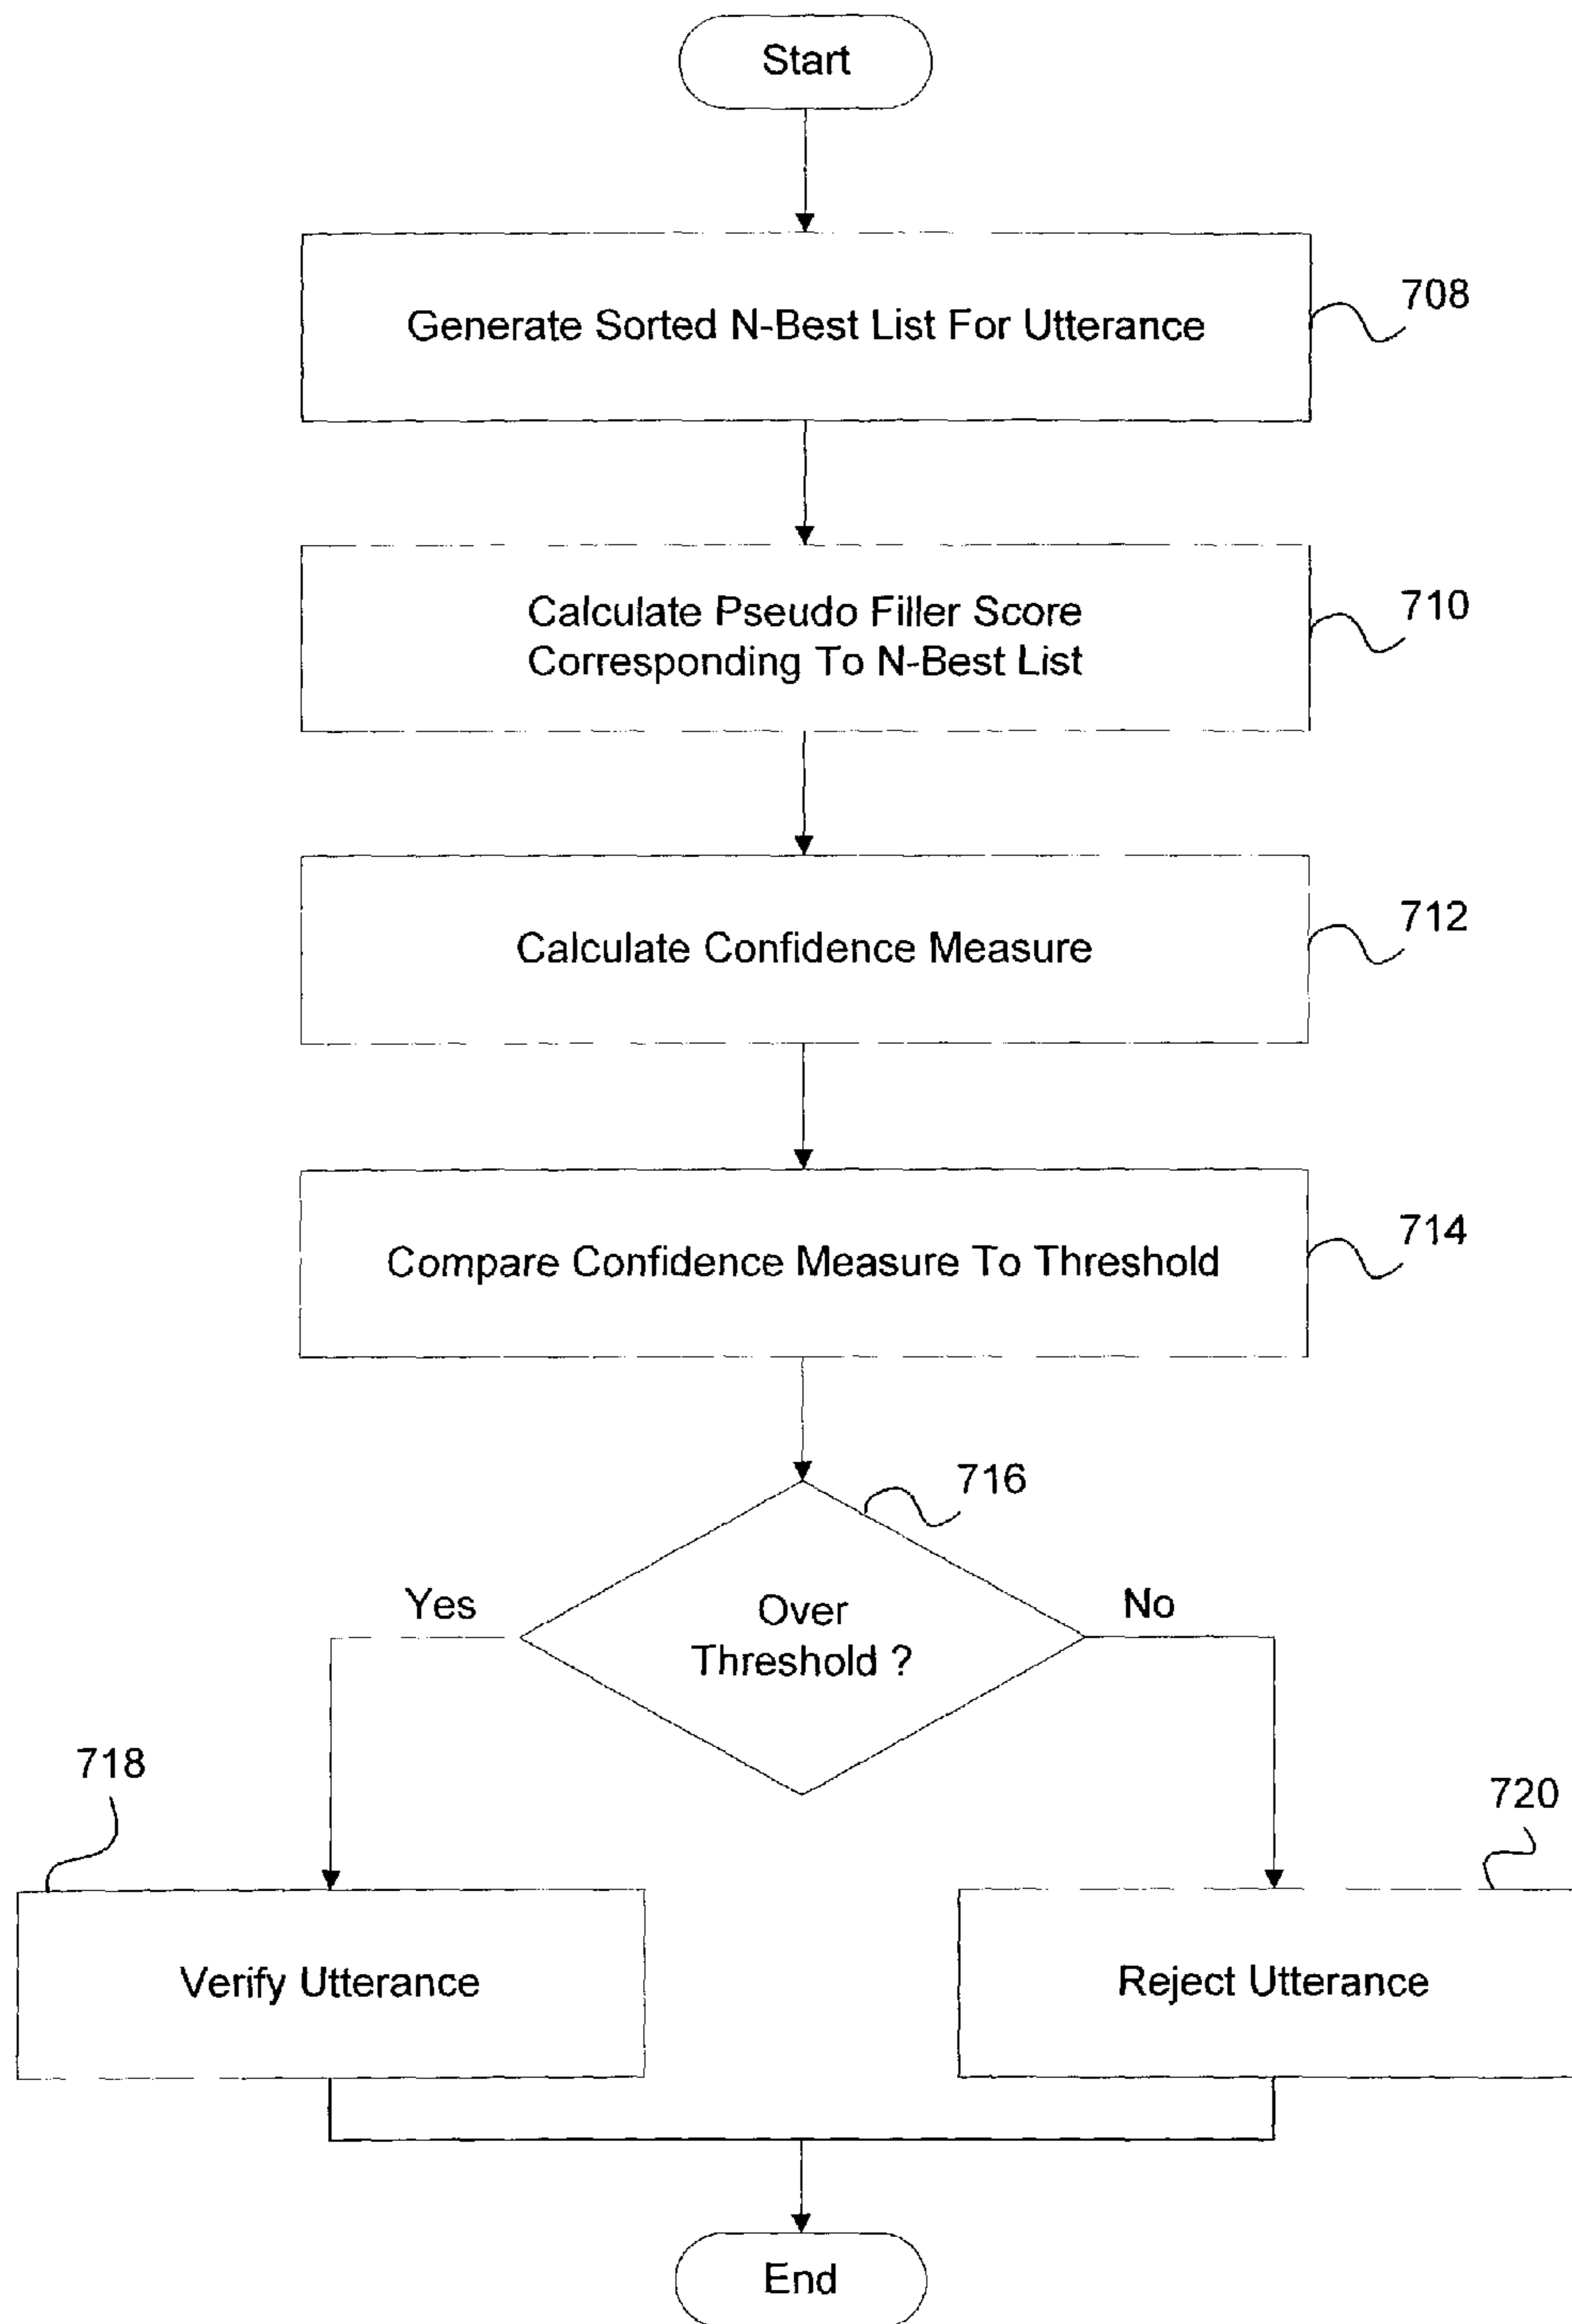 Start
Generate Sorted N-Best List For Utterance
708
Calculate Pseudo Filler Score
Corresponding To N-Best List
710
Calculate Confidence Measure
712
Compare Confidence Measure To Threshold
714
716
Yes
Over
Threshold ?
No
718
720
Verify Utterance
Reject Utterance
End